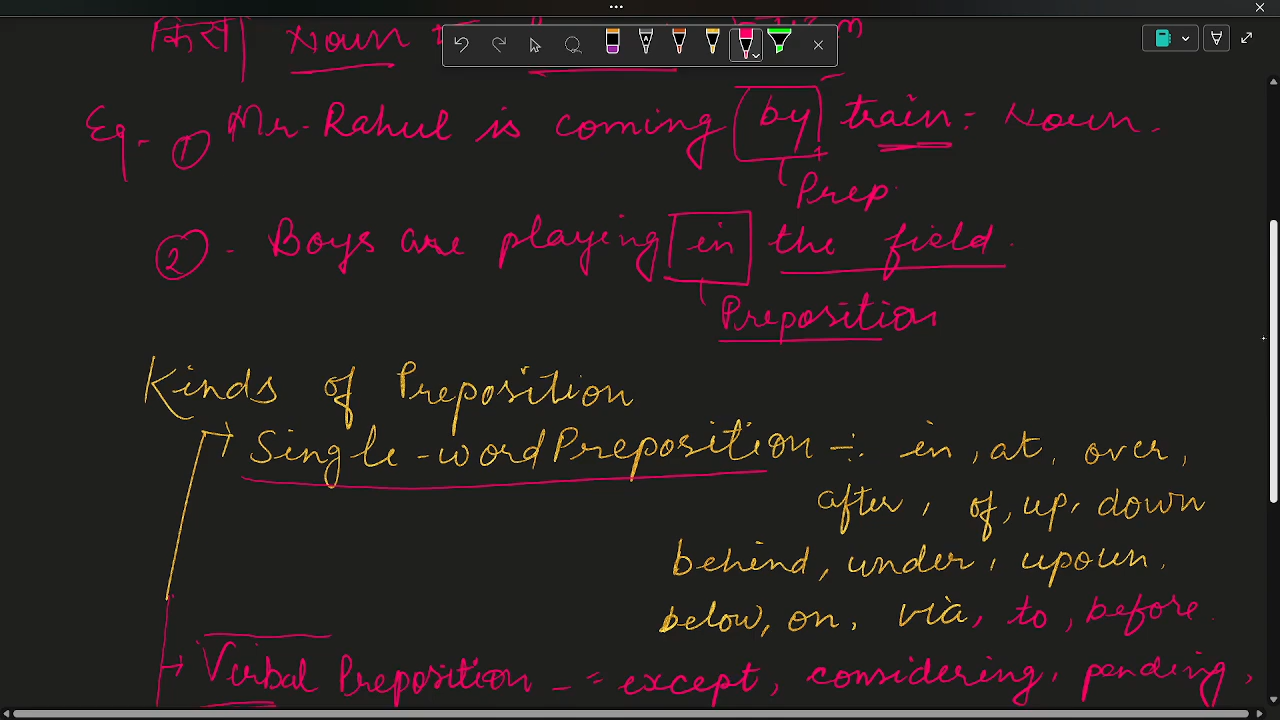 किसी Noun
Eg- ① Mr. Rahul is coming by train: Noun.
Prep.
② - Boys are playing in the field.
Preposition
Kinds of Preposition
→ Single-word Preposition ÷ in, at, over,
after, of, up, down
behind, under, upoun,
below, on, via, to, before.
→ Verbal Preposition - = except, considering, pending,